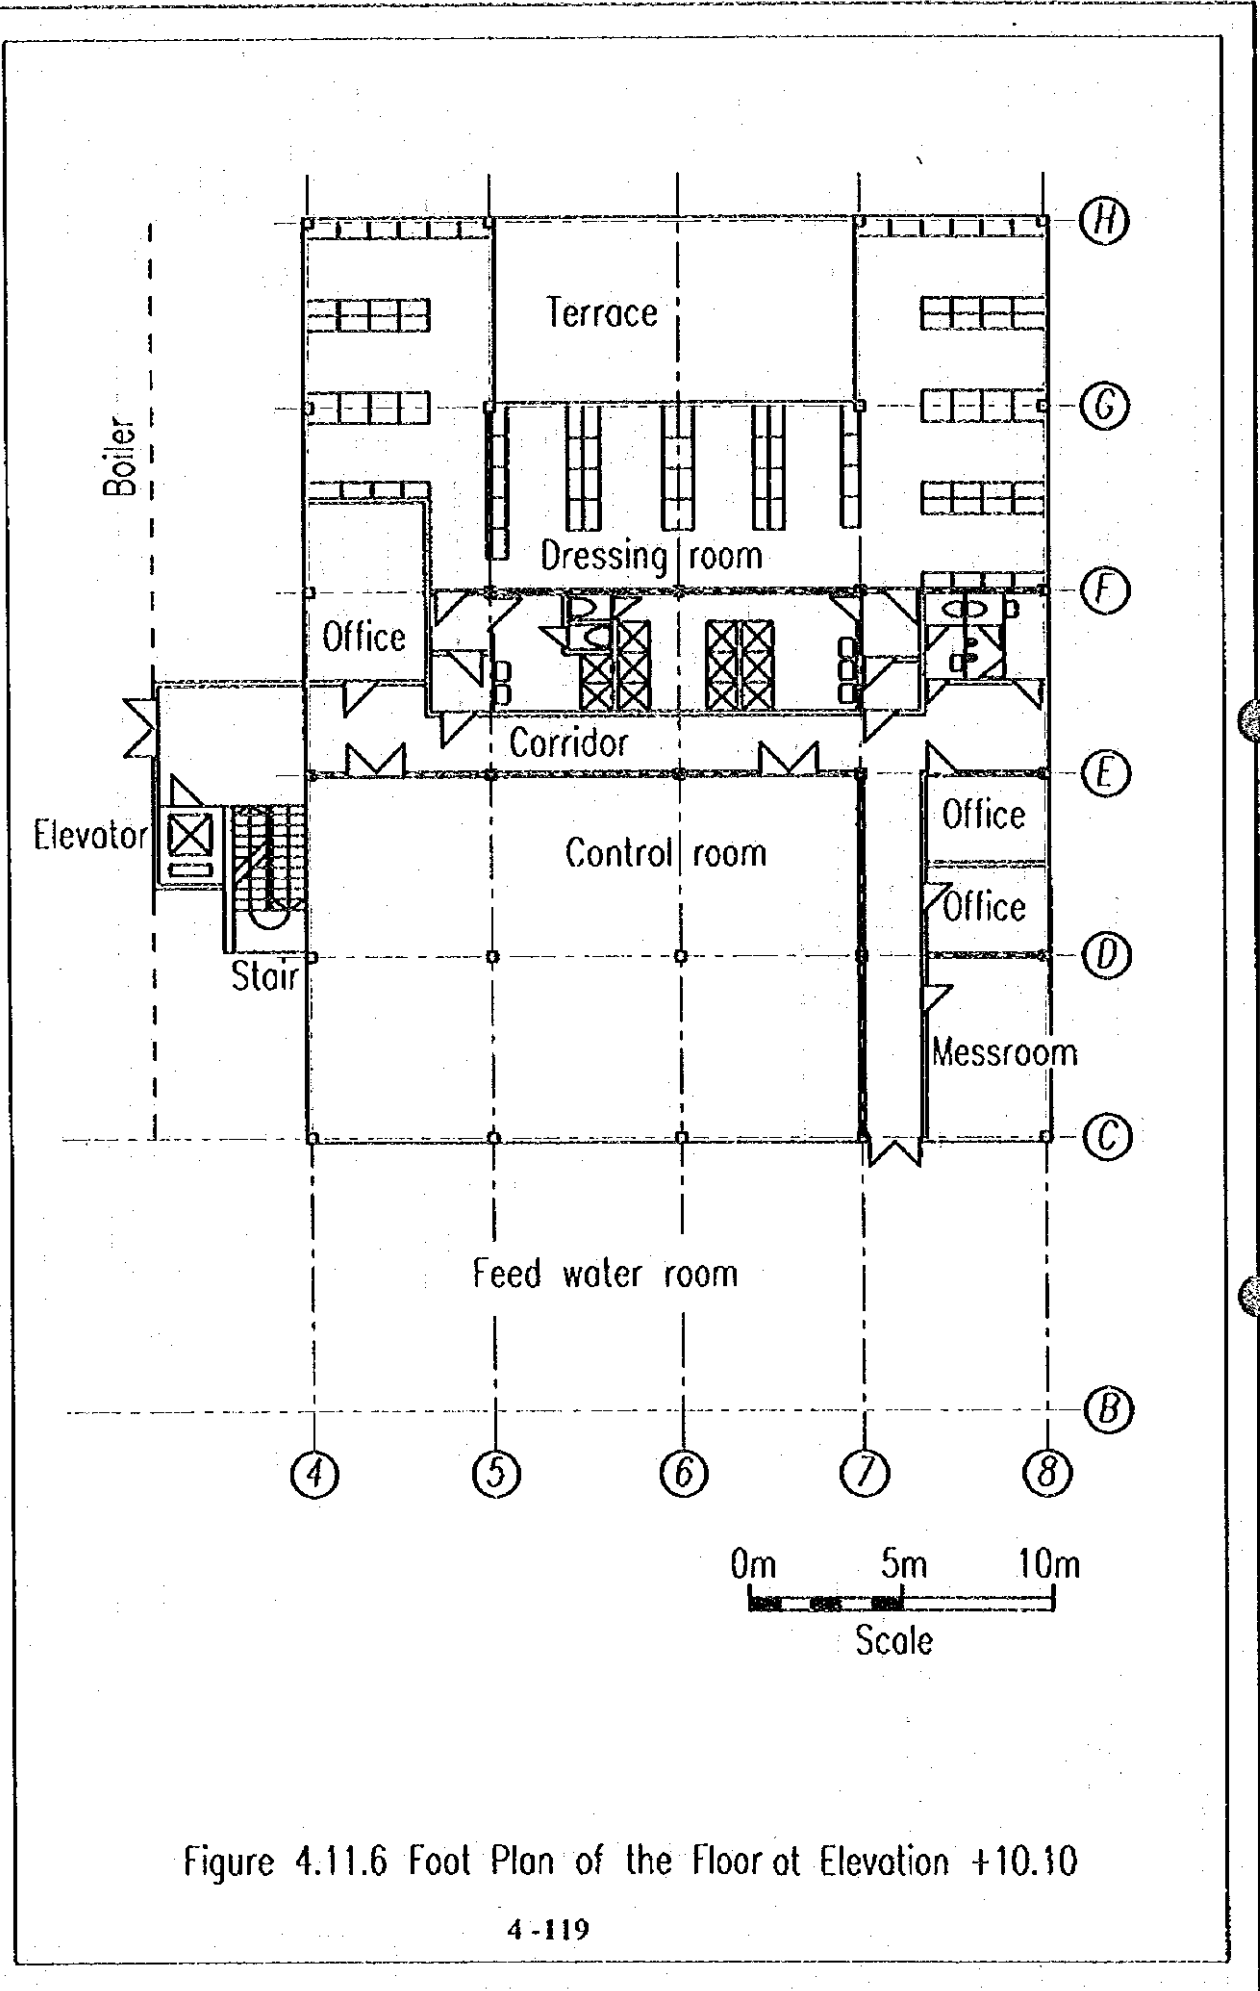 H
Terrace
G
Boiler
Dressing room
F
Office
Corridor
E
Office
Elevator
Control room
Office
D
Stair
Messroom
C
Feed water room
B
4 5 6 7 8
0m 5m 10m
Scale
Figure 4.11.6 Foot Plan of the Floor at Elevation +10.10
4-119